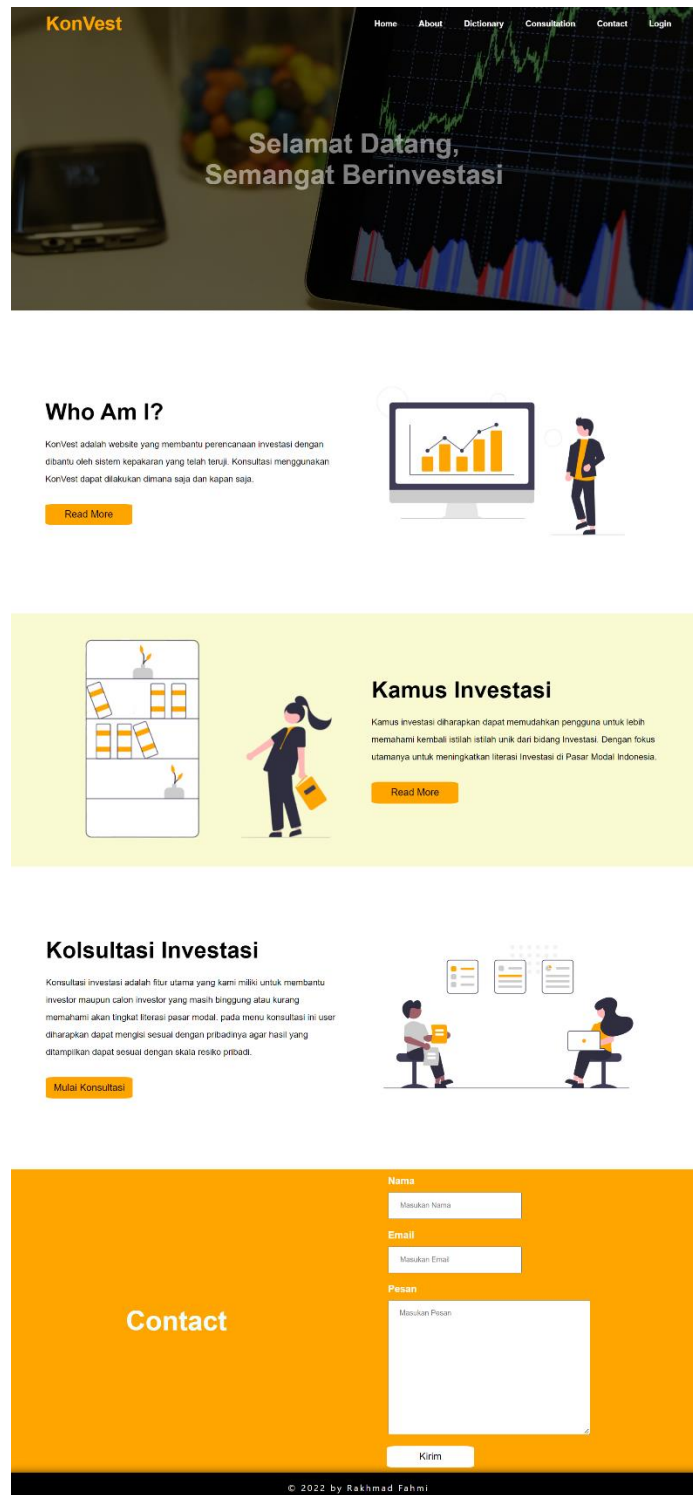 KonVest
Home About Dictionary Consultation Contact Login
Selamat Datang,
Semangat Berinvestasi
Who Am I?
KonVest adalah website yang membantu perencanaan investasi dengan
dibantu oleh sistem kepakaran yang telah teruji. Konsultasi menggunakan
KonVest dapat dilakukan dimana saja dan kapan saja.
Read More
Kamus Investasi
Kamus investasi diharapkan dapat memudahkan pengguna untuk lebih
memahami kembali istilah istilah unik dari bidang Investasi. Dengan fokus
utamanya untuk meningkatkan literasi Investasi di Pasar Modal Indonesia.
Read More
Kolsultasi Investasi
Konsultasi investasi adalah fitur utama yang kami miliki untuk membantu
investor maupun calon investor yang masih binggung atau kurang
memahami akan tingkat literasi pasar modal. pada menu konsultasi ini user
diharapkan dapat mengisi sesuai dengan pribadinya agar hasil yang
ditampilkan dapat sesuai dengan skala resiko pribadi.
Mulai Konsultasi
Contact
Nama
Masukan Nama
Email
Masukan Email
Pesan
Masukan Pesan
Kirim
© 2022 by Rakhmad Fahmi